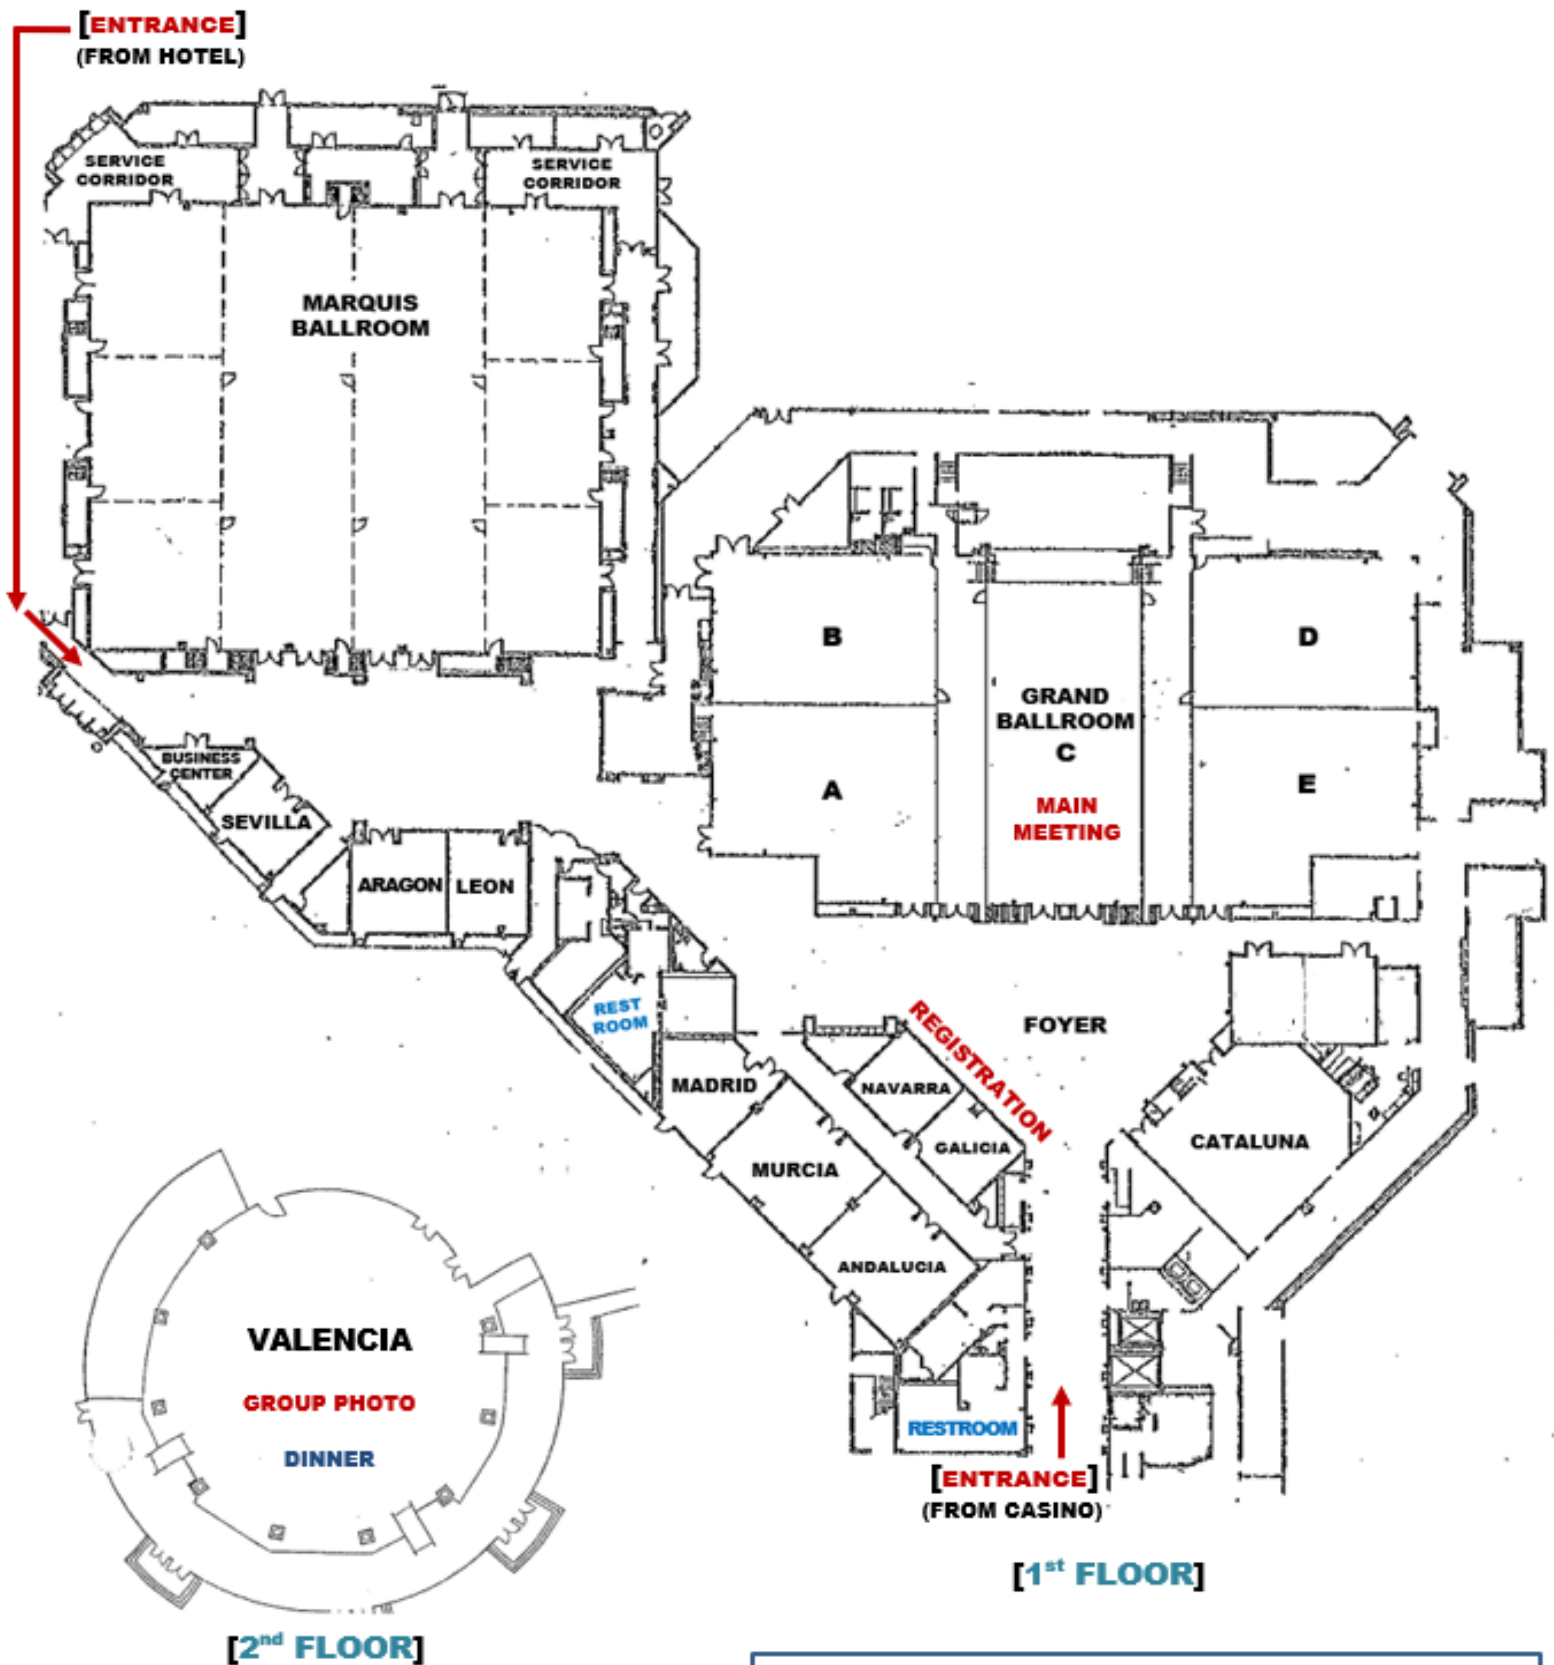 [ENTRANCE]
(FROM HOTEL)
SERVICE
CORRIDOR
SERVICE
CORRIDOR
MARQUIS
BALLROOM
B
D
GRAND
BALLROOM
C
A
E
MAIN
MEETING
BUSINESS
CENTER
SEVILLA
ARAGON
LEON
REST
ROOM
REGISTRATION
FOYER
MADRID
NAVARRA
GALICIA
CATALUNA
MURCIA
ANDALUCIA
VALENCIA
GROUP PHOTO
DINNER
RESTROOM
[ENTRANCE]
(FROM CASINO)
[1st FLOOR]
[2nd FLOOR]